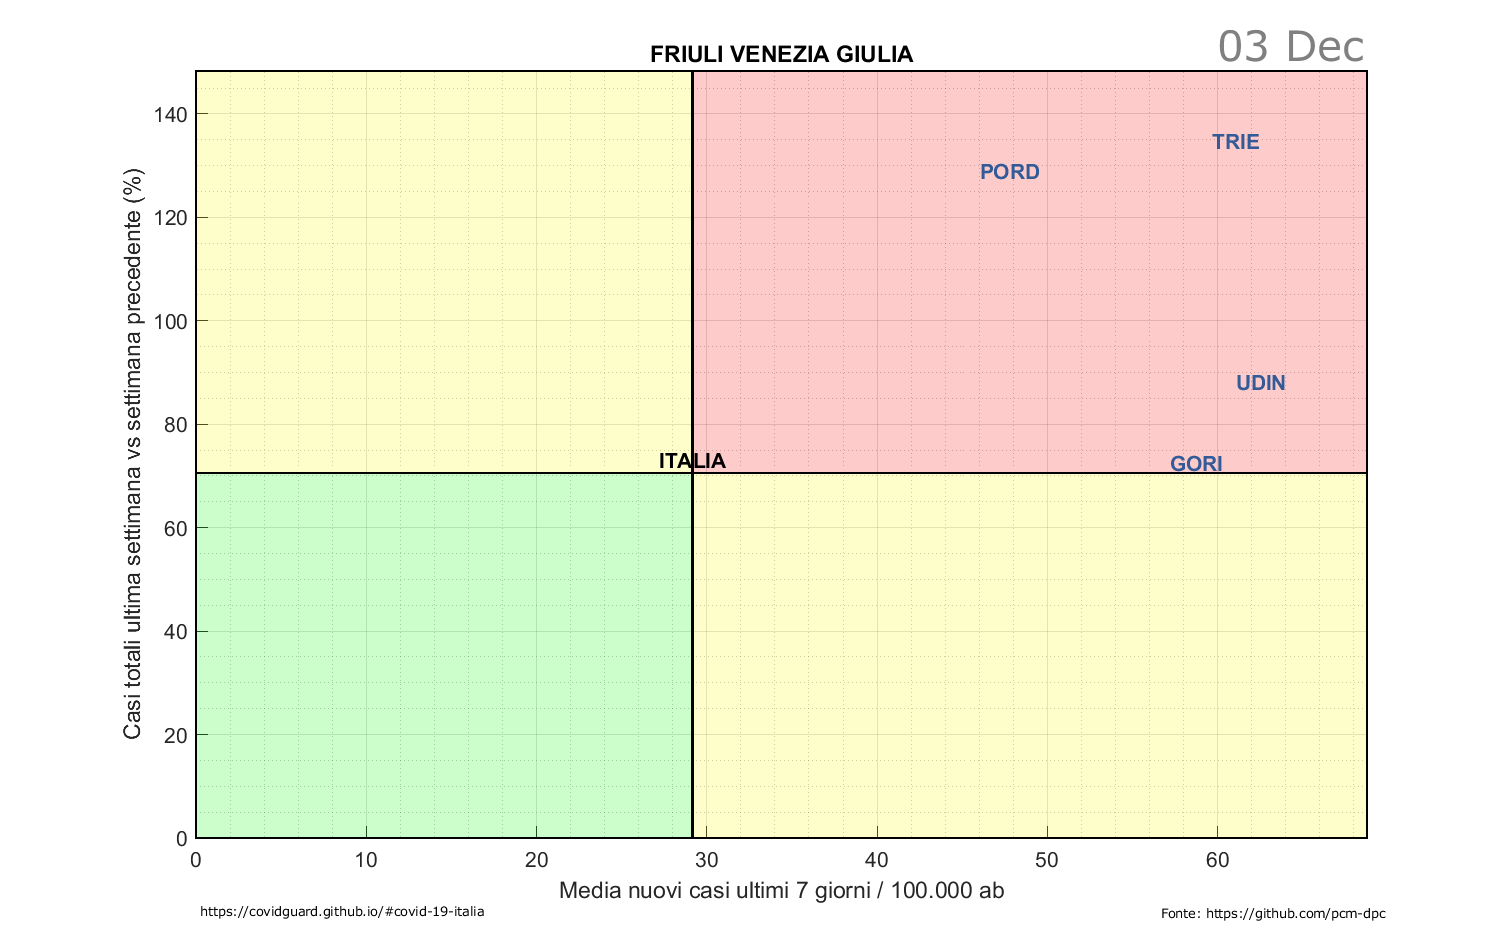 03 Dec
FRIULI VENEZIA GIULIA
Casi totali ultima settimana vs settimana precedente (%)
140
120
100
80
60
40
20
0
TRIE
PORD
UDIN
ITALIA
GORI
0 10 20 30 40 50 60
Media nuovi casi ultimi 7 giorni / 100.000 ab
https://covidguard.github.io/#covid-19-italia
Fonte: https://github.com/pcm-dpc